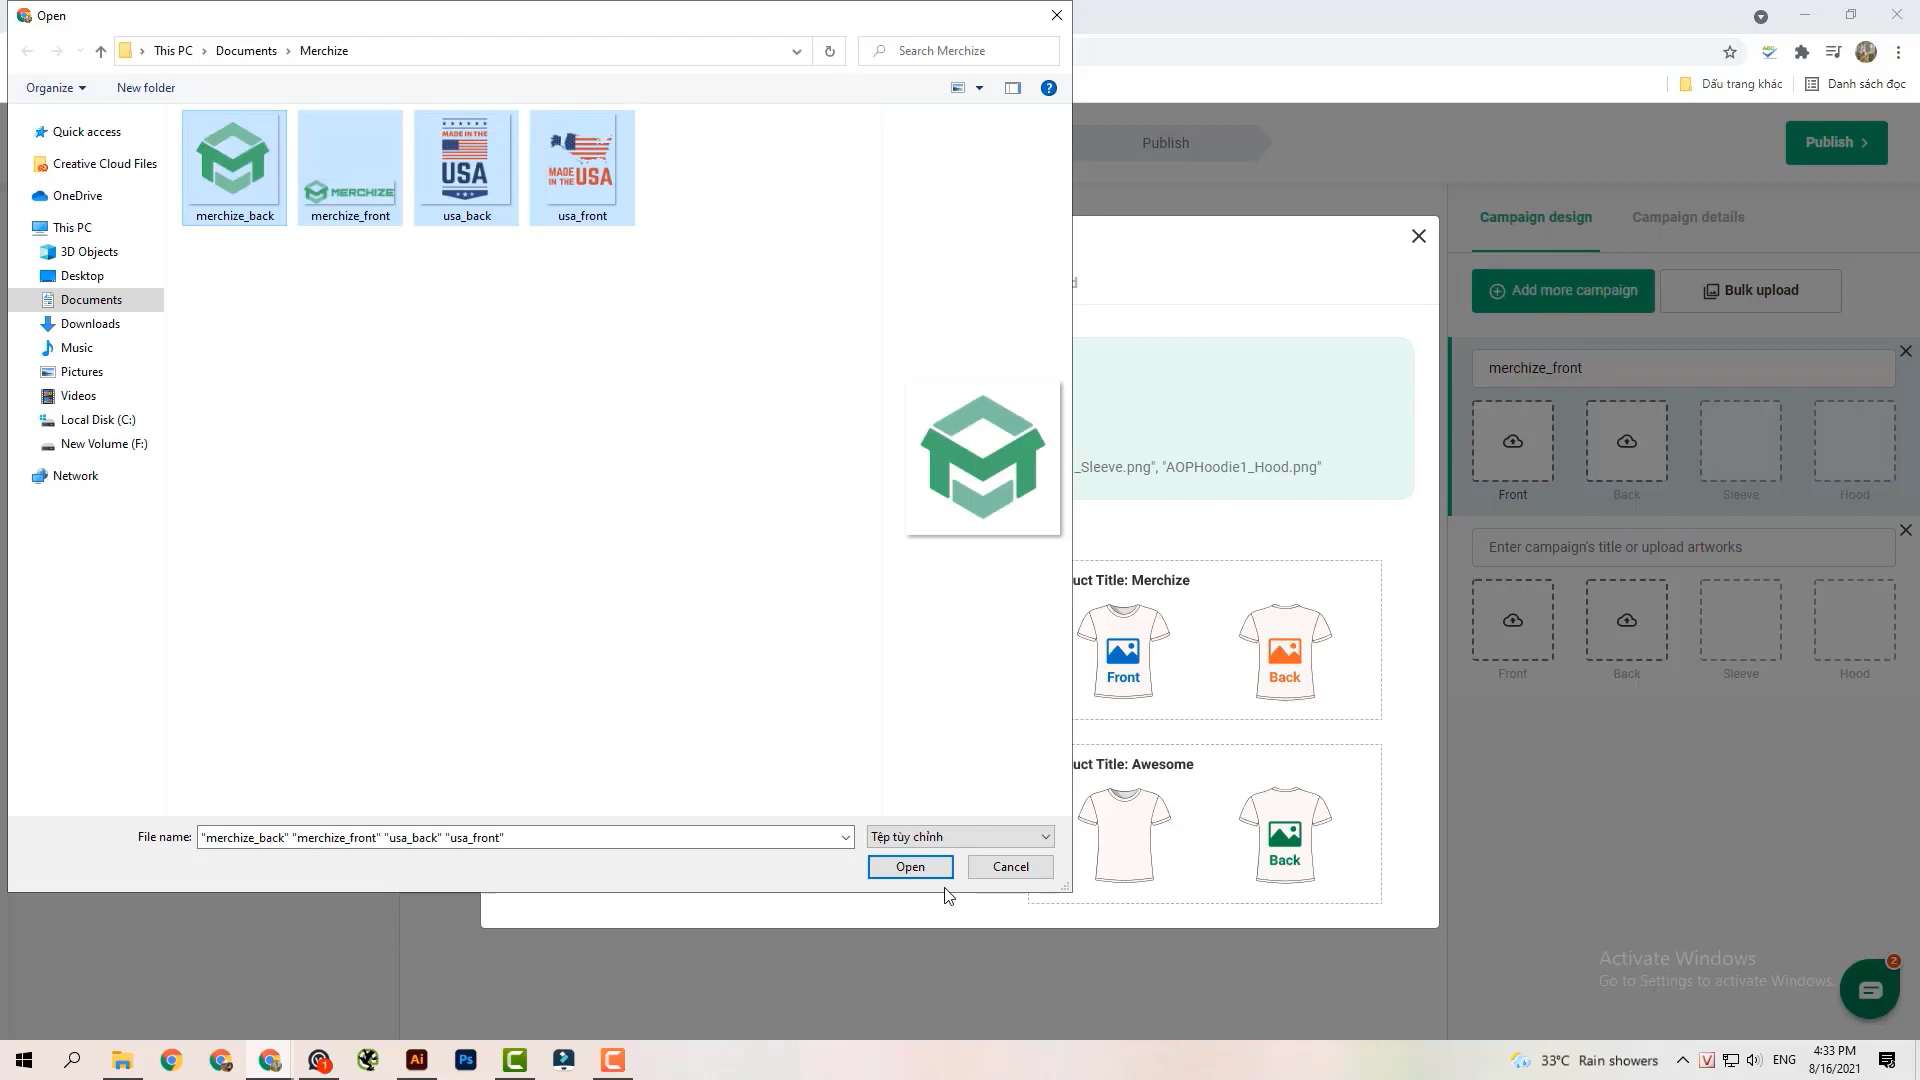 Open
This PC
Documents
Merchize
Search Merchize
Organize
New folder
Quick access
Creative Cloud Files
OneDrive
This PC
3D Objects
Desktop
Documents
Downloads
Music
Pictures
Videos
Local Disk (C:)
New Volume (F:)
Network
MERCHIZE
MADE IN THE
USA
MADE
IN THE USA
merchize_back
merchize_front
usa_back
usa_front
File name:
"merchize_back" "merchize_front" "usa_back" "usa_front"
Tệp tùy chỉnh
Open
Cancel
Dấu trang khác
Danh sách đọc
Publish
Publish
Campaign design
Campaign details
Add more campaign
Bulk upload
merchize_front
Front
Back
Sleeve
Hood
Enter campaign's title or upload artworks
Front
Back
Sleeve
Hood
d
_Sleeve.png", "AOPHoodie1_Hood.png"
uct Title: Merchize
Front
Back
uct Title: Awesome
Back
Activate Windows
Go to Settings to activate Windows.
2
1
Ai
Ps
33°C Rain showers
V
ENG
4:33 PM
8/16/2021